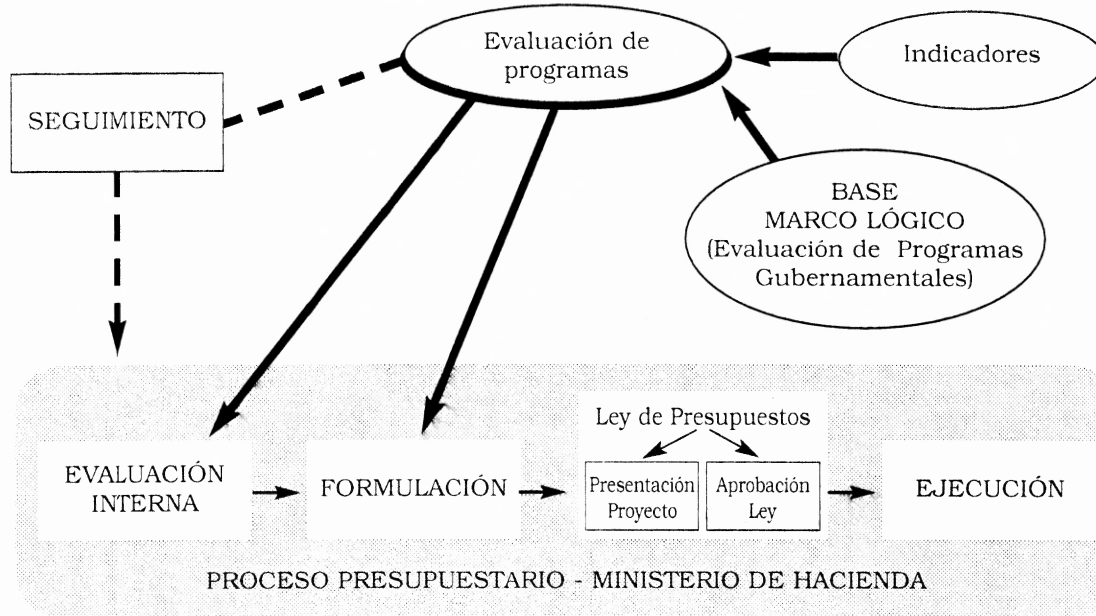 Evaluación de
programas
Indicadores
SEGUIMIENTO
BASE
MARCO LÓGICO
(Evaluación de Programas
Gubernamentales)
Ley de Presupuestos
EVALUACIÓN
INTERNA
FORMULACIÓN
Presentación
Proyecto
Aprobación
Ley
EJECUCIÓN
PROCESO PRESUPUESTARIO - MINISTERIO DE HACIENDA